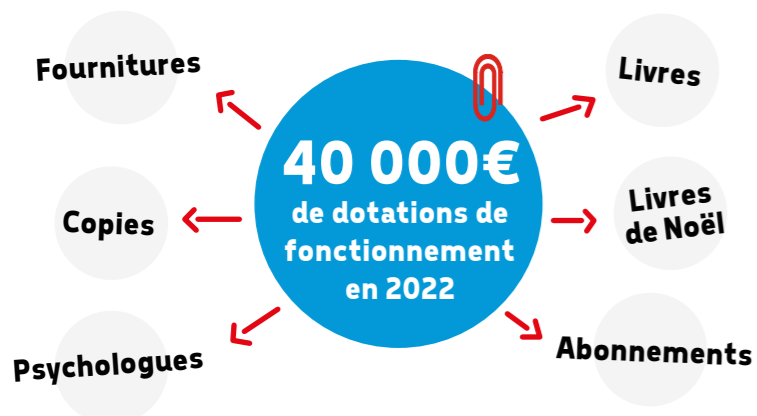 Fournitures
Livres
40 000€
de dotations de
fonctionnement
en 2022
Copies
Livres
de Noël
Psychologues
Abonnements